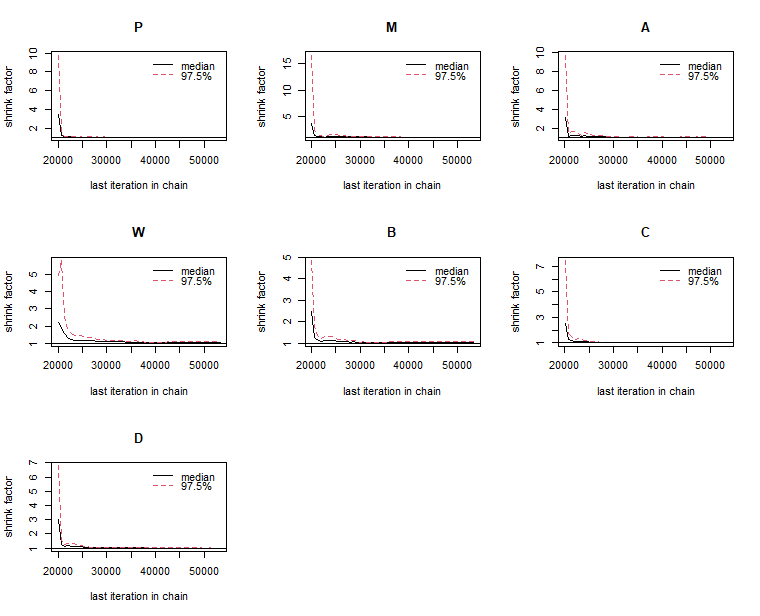 P
shrink factor
2 4 6 8 10
median
97.5%
20000 30000 40000 50000
last iteration in chain
M
shrink factor
5 10 15
median
97.5%
20000 30000 40000 50000
last iteration in chain
A
shrink factor
2 4 6 8 10
median
97.5%
20000 30000 40000 50000
last iteration in chain
W
shrink factor
1 2 3 4 5
median
97.5%
20000 30000 40000 50000
last iteration in chain
B
shrink factor
1 2 3 4 5
median
97.5%
20000 30000 40000 50000
last iteration in chain
C
shrink factor
1 3 5 7
median
97.5%
20000 30000 40000 50000
last iteration in chain
D
shrink factor
1 2 3 4 5 6 7
median
97.5%
20000 30000 40000 50000
last iteration in chain